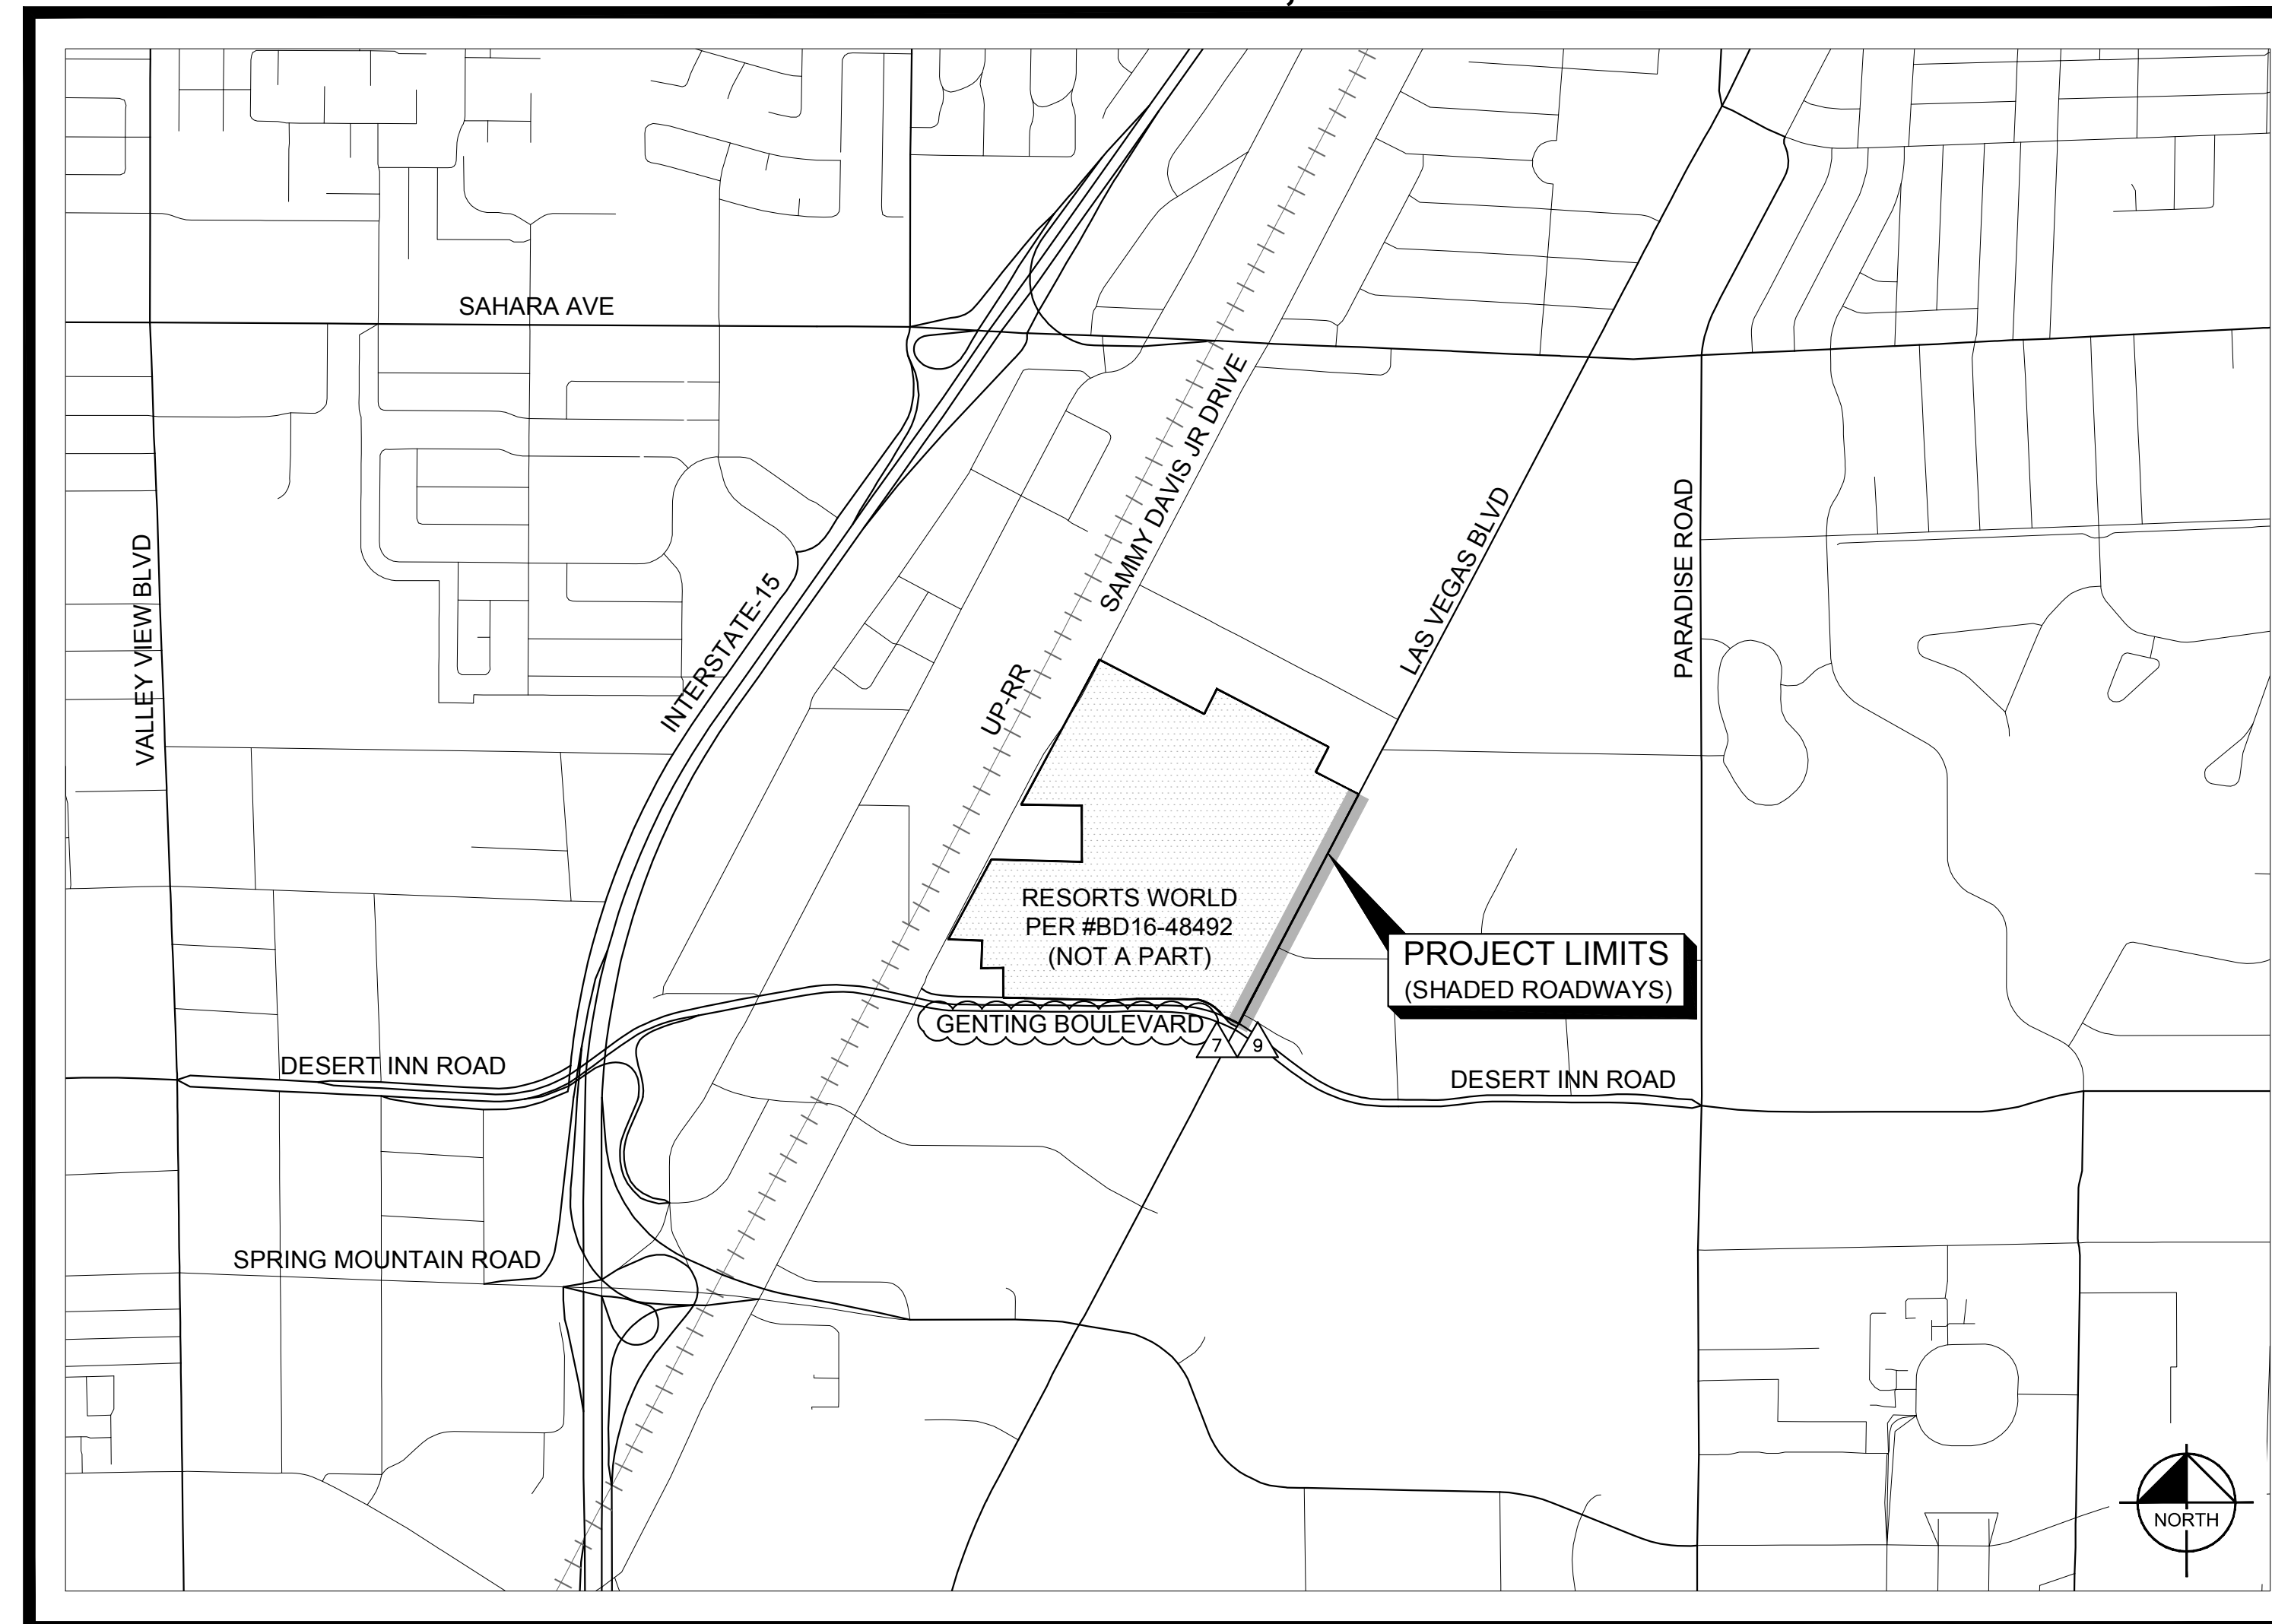 SAHARA AVE
SAMMY DAVIS JR DRIVE
LAS VEGAS BLVD
PARADISE ROAD
VALLEY VIEW BLVD
INTERSTATE-15
UP-RR
RESORTS WORLD
PER #BD16-48492
(NOT A PART)
PROJECT LIMITS
(SHADED ROADWAYS)
GENTING BOULEVARD
7
9
DESERT INN ROAD
DESERT INN ROAD
SPRING MOUNTAIN ROAD
NORTH